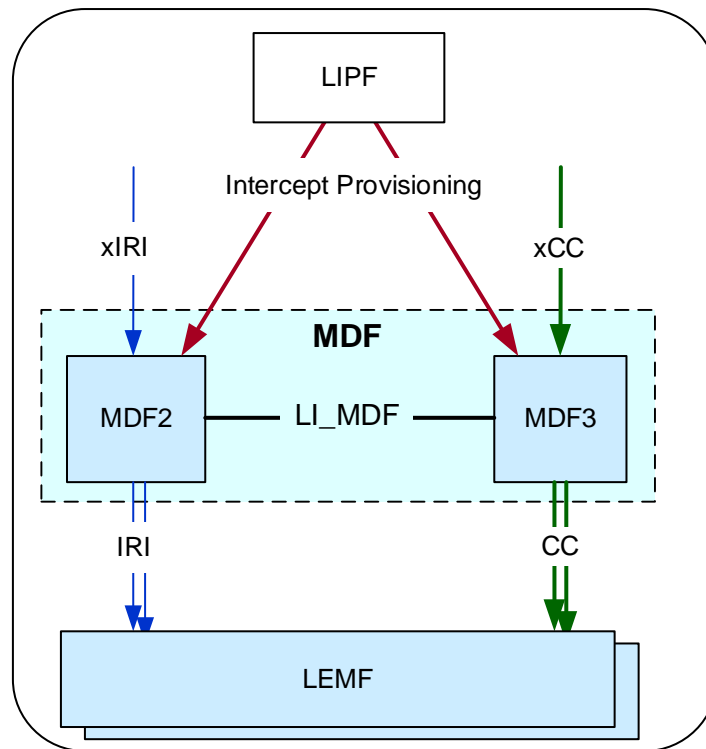 LIPF
Intercept Provisioning
xIRI
xCC
MDF
MDF2
LI_MDF
MDF3
IRI
CC
LEMF